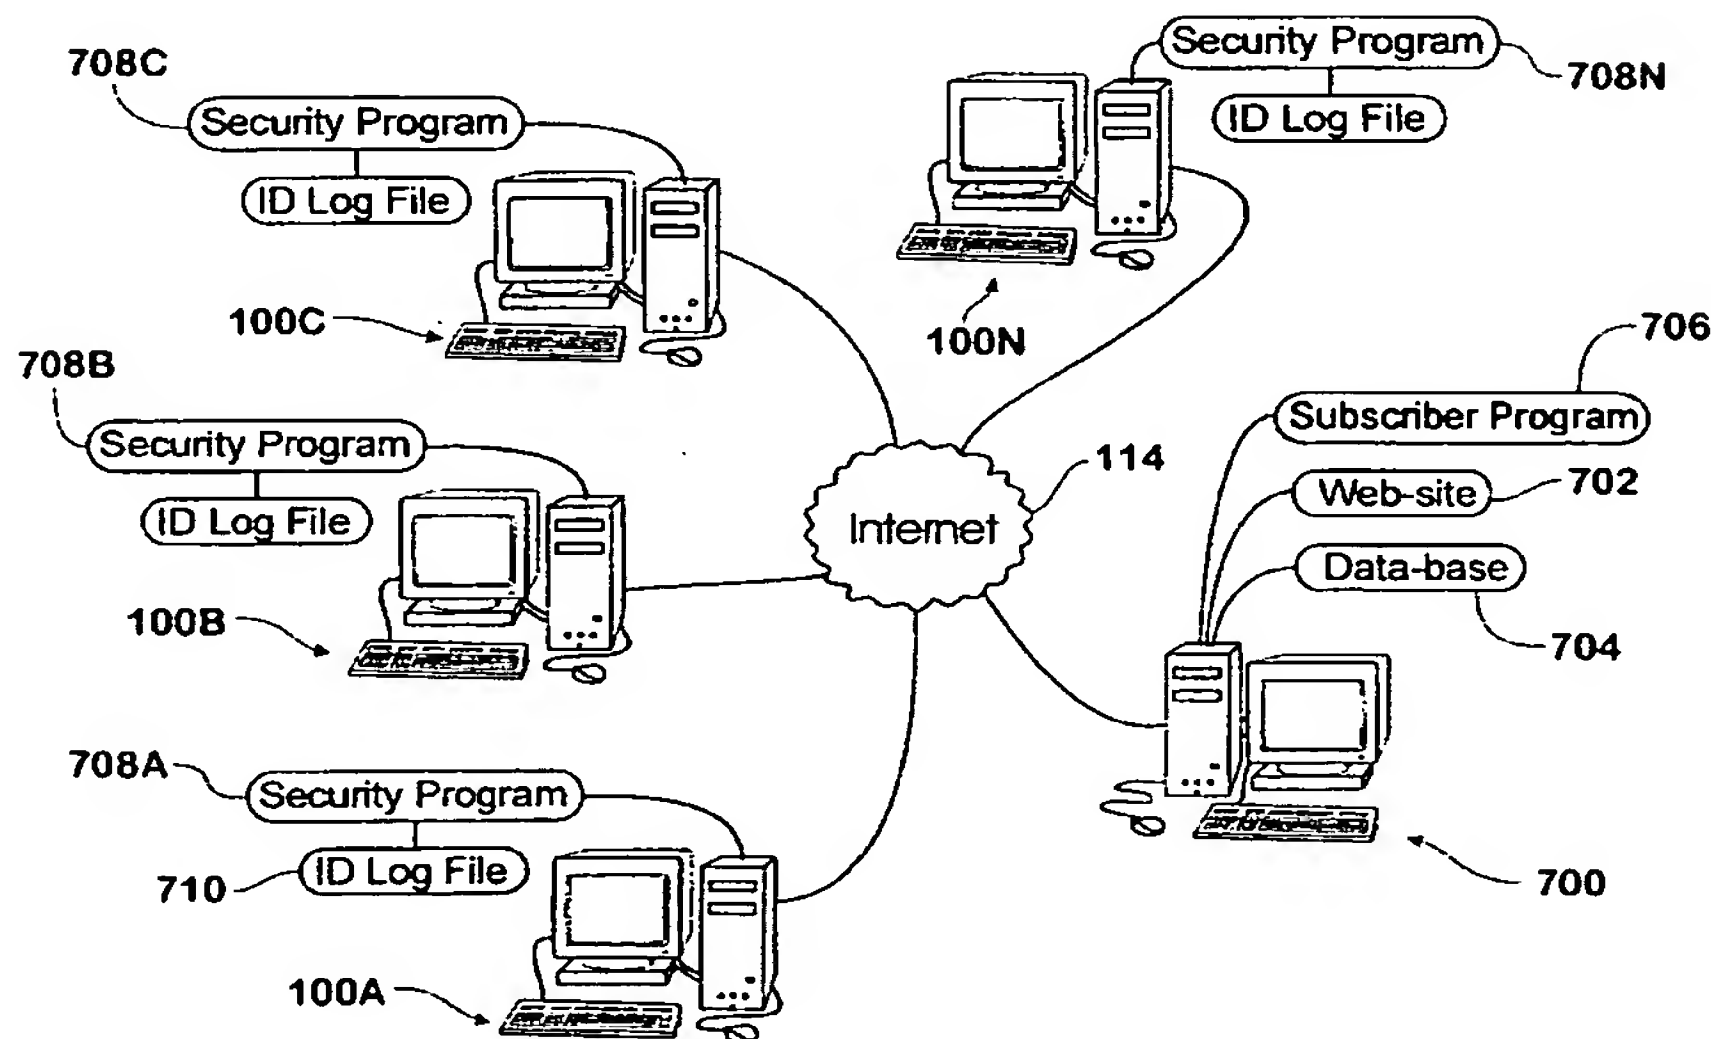 708C
Security Program
ID Log File
100C
Security Program
708N
ID Log File
100N
708B
Security Program
ID Log File
100B
706
Subscriber Program
114
Web-site
702
Internet
Data-base
704
708A
Security Program
ID Log File
710
100A
700